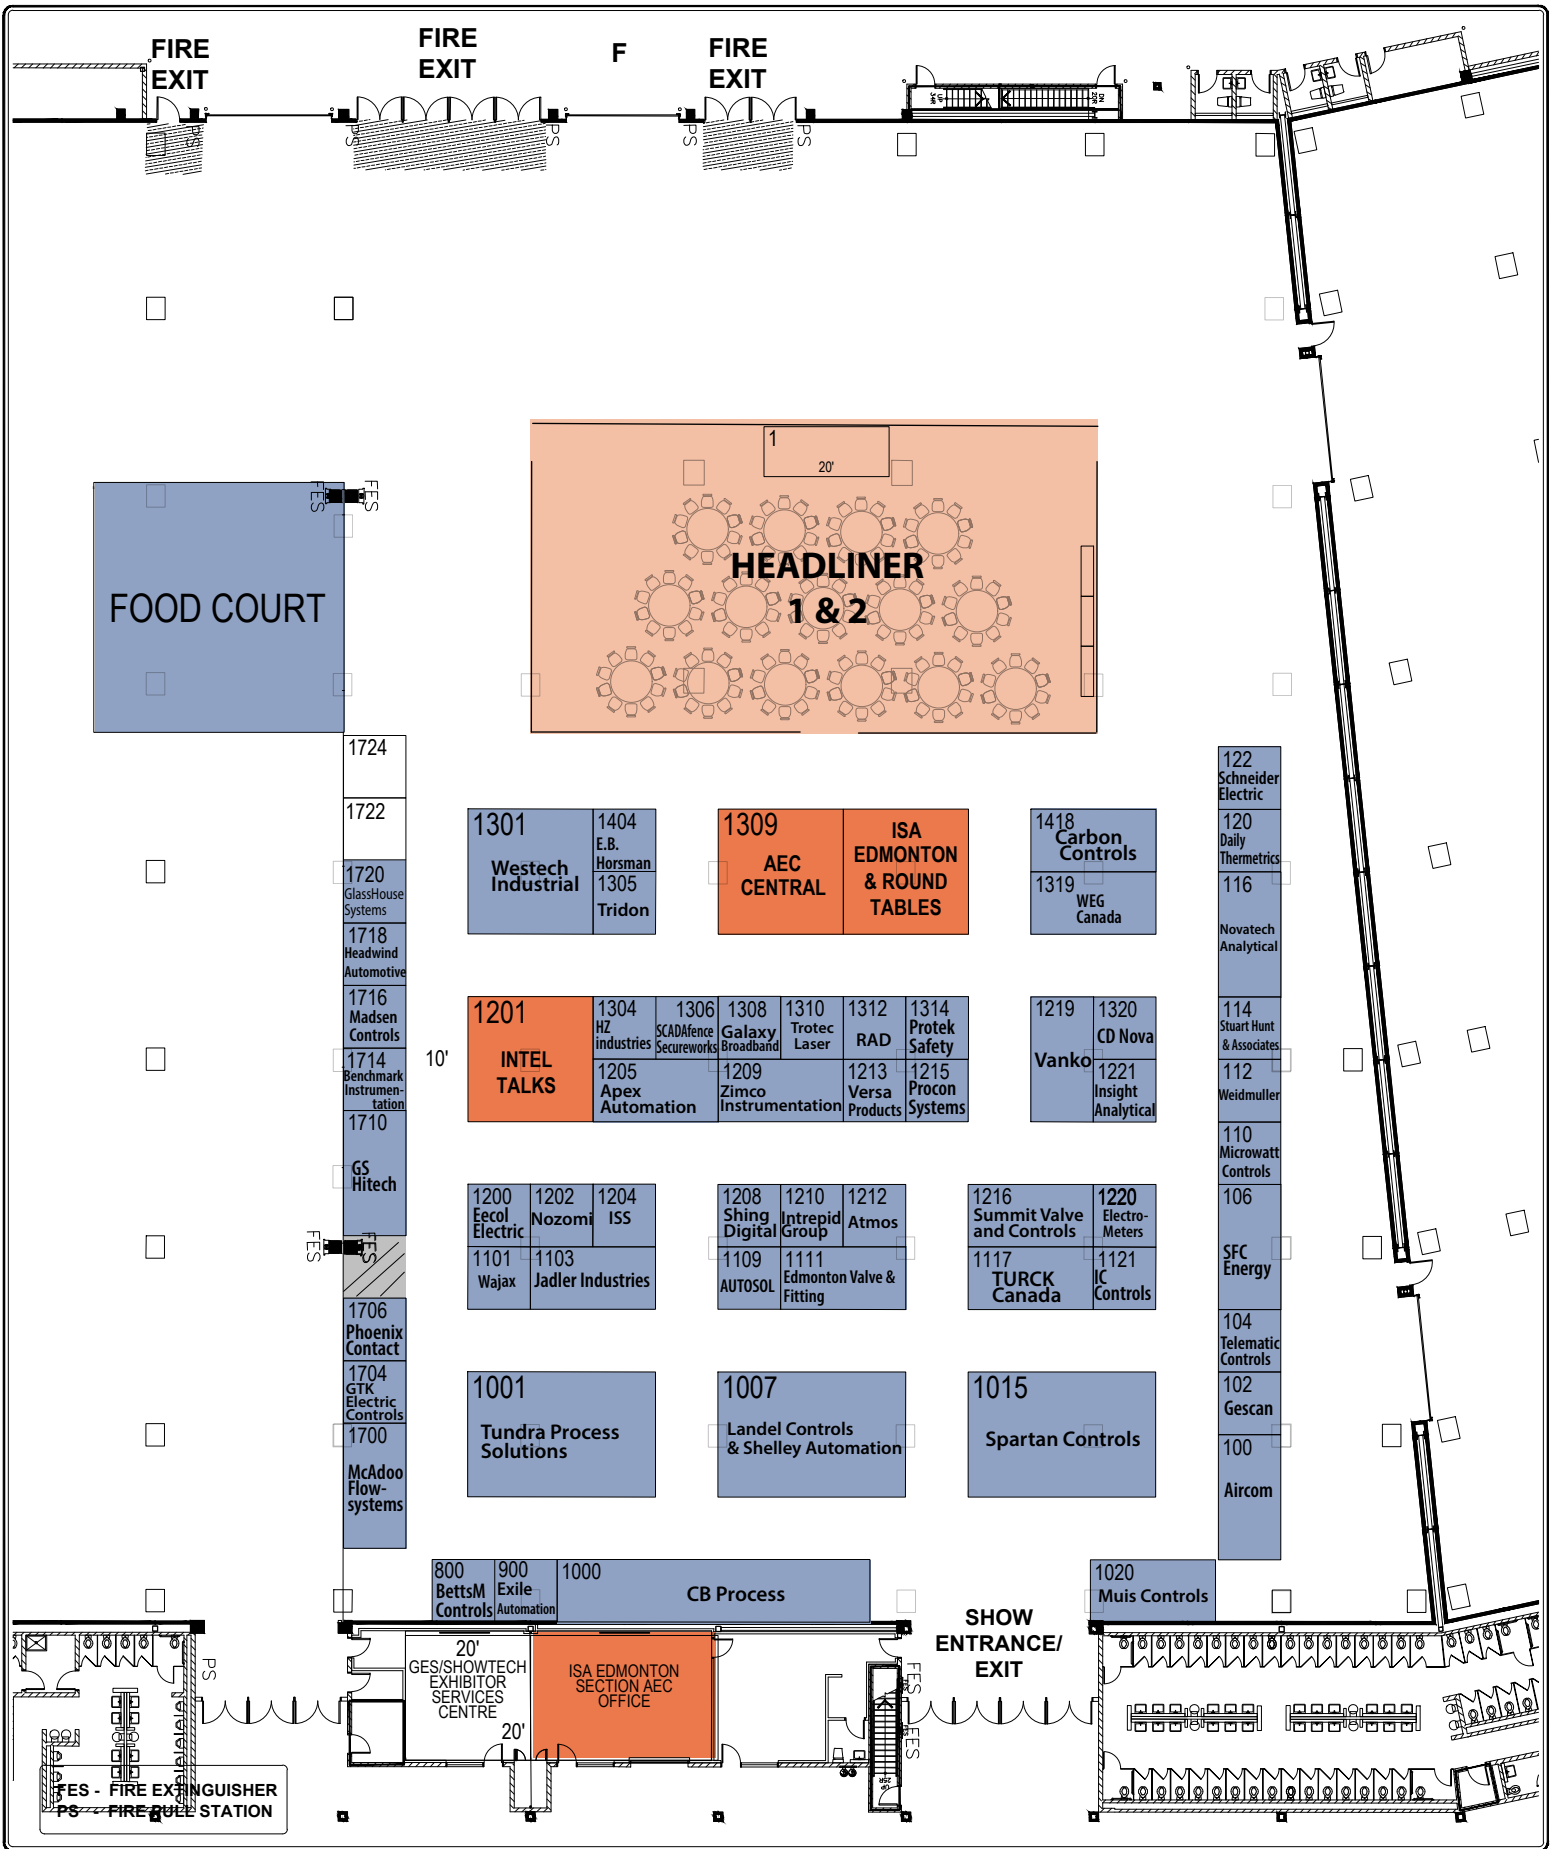 FIRE
EXIT
FIRE
EXIT
F
FIRE
EXIT
UP
34R
DN
20R
PS
PS
PS
PS
PS
PS
1
20'
HEADLINER
1 & 2
FES
FES
FOOD COURT
1724
1722
1720
GlassHouse
Systems
1718
Headwind
Automotive
1716
Madsen
Controls
1714
Benchmark
Instrumen-
tation
1710
GS
Hitech
FES
FES
1706
Phoenix
Contact
1704
GTK
Electric
Controls
1700
McAdoo
Flow-
systems
10'
1301
Westech
Industrial
1404
E.B.
Horsman
1305
Tridon
1309
AEC
CENTRAL
ISA
EDMONTON
& ROUND
TABLES
1418
Carbon
Controls
1319
WEG
Canada
122
Schneider
Electric
120
Daily
Thermetrics
116
Novatech
Analytical
114
Stuart Hunt
& Associates
112
Weidmuller
110
Microwatt
Controls
106
SFC
Energy
104
Telematic
Controls
102
Gescan
100
Aircom
1201
INTEL
TALKS
1304
HZ
industries
1306
SCADAfence
Secureworks
1308
Galaxy
Broadband
1310
Trotec
Laser
1312
RAD
1314
Protek
Safety
1205
Apex
Automation
1209
Zimco
Instrumentation
1213
Versa
Products
1215
Procon
Systems
1219
Vanko
1320
CD Nova
1221
Insight
Analytical
1200
Eecol
Electric
1202
Nozomi
1204
ISS
1101
Wajax
1103
Jadler Industries
1208
Shing
Digital
1210
Intrepid
Group
1212
Atmos
1109
AUTOSOL
1111
Edmonton Valve &
Fitting
1216
Summit Valve
and Controls
1220
Electro-
Meters
1117
TURCK
Canada
1121
IC
Controls
1001
Tundra Process
Solutions
1007
Landel Controls
& Shelley Automation
1015
Spartan Controls
800
BettsM
Controls
900
Exile
Automation
1000
CB Process
1020
Muis Controls
SHOW
ENTRANCE/
EXIT
20'
GES/SHOWTECH
EXHIBITOR
SERVICES
CENTRE
20'
ISA EDMONTON
SECTION AEC
OFFICE
PS
FES
FES
UP
25R
FES - FIRE EXTINGUISHER
PS - FIRE PULL STATION